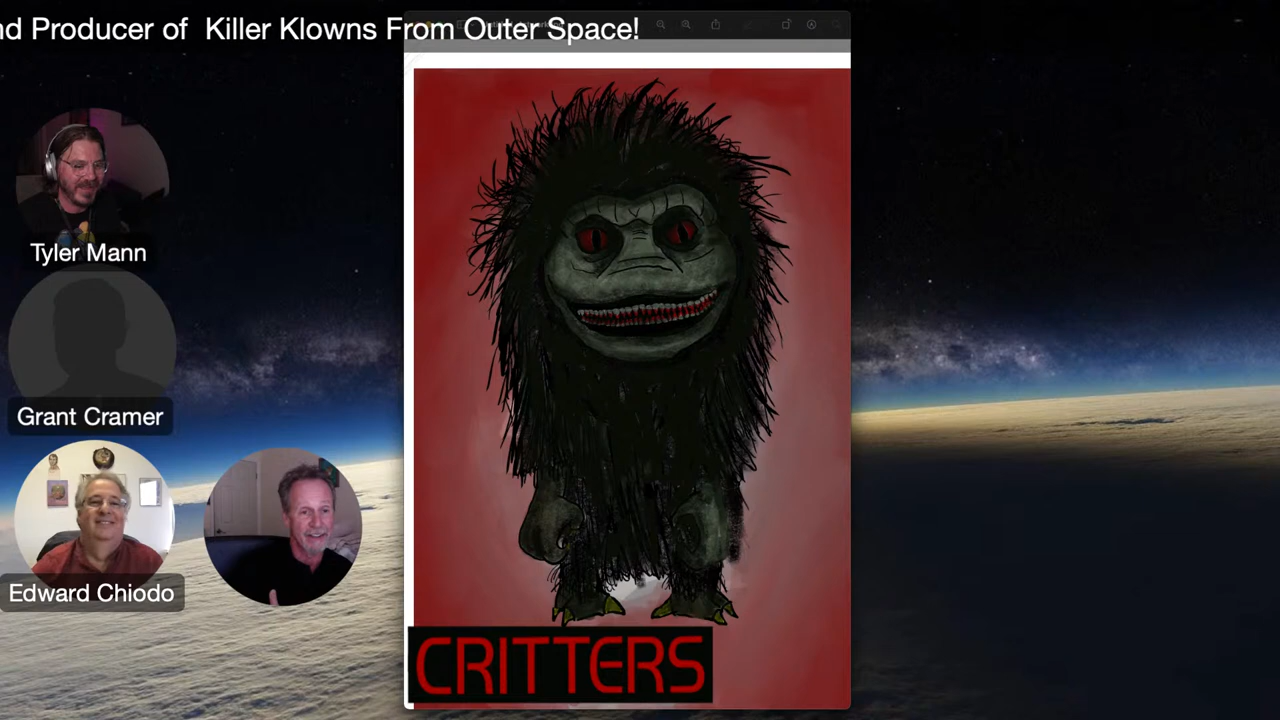 nd Producer of  Killer Klowns From Outer Space!
Tyler Mann
Grant Cramer
Edward Chiodo
CRITTERS